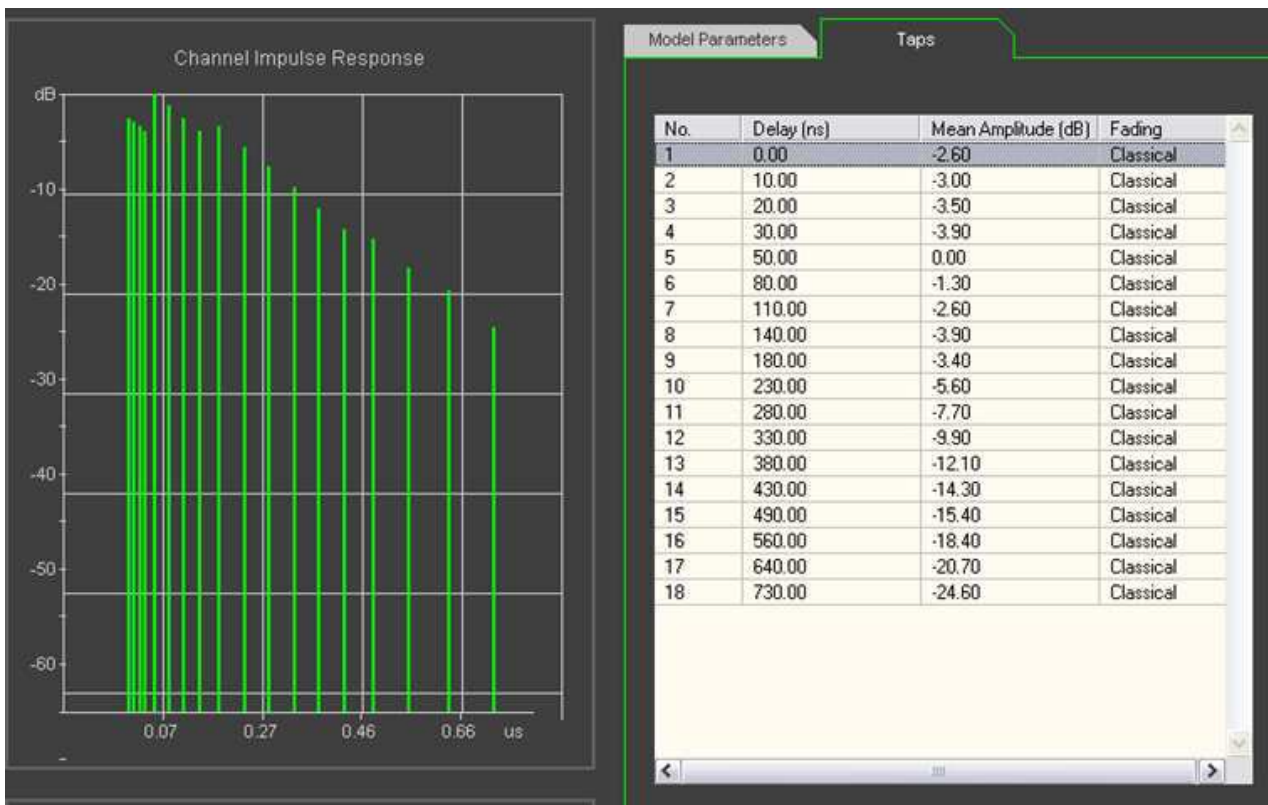 Channel Impulse Response
dB
-10
-20
-30
-40
-50
-60
0.07 0.27 0.46 0.66 us
Model Parameters Taps
No. Delay (ns) Mean Amplitude (dB) Fading
1 0.00 -2.60 Classical
2 10.00 -3.00 Classical
3 20.00 -3.50 Classical
4 30.00 -3.90 Classical
5 50.00 0.00 Classical
6 80.00 -1.30 Classical
7 110.00 -2.60 Classical
8 140.00 -3.90 Classical
9 180.00 -3.40 Classical
10 230.00 -5.60 Classical
11 280.00 -7.70 Classical
12 330.00 -9.90 Classical
13 380.00 -12.10 Classical
14 430.00 -14.30 Classical
15 490.00 -15.40 Classical
16 560.00 -18.40 Classical
17 640.00 -20.70 Classical
18 730.00 -24.60 Classical